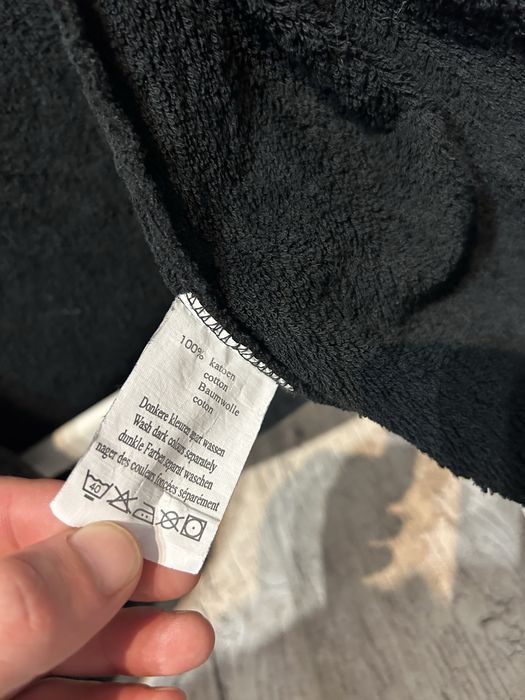 100% katoen
cotton
Baumwolle
coton
Donkere kleuren apart wassen
Wash dark colours separately
dunkle Farben separat waschen
nager des couleurs foncées séparément